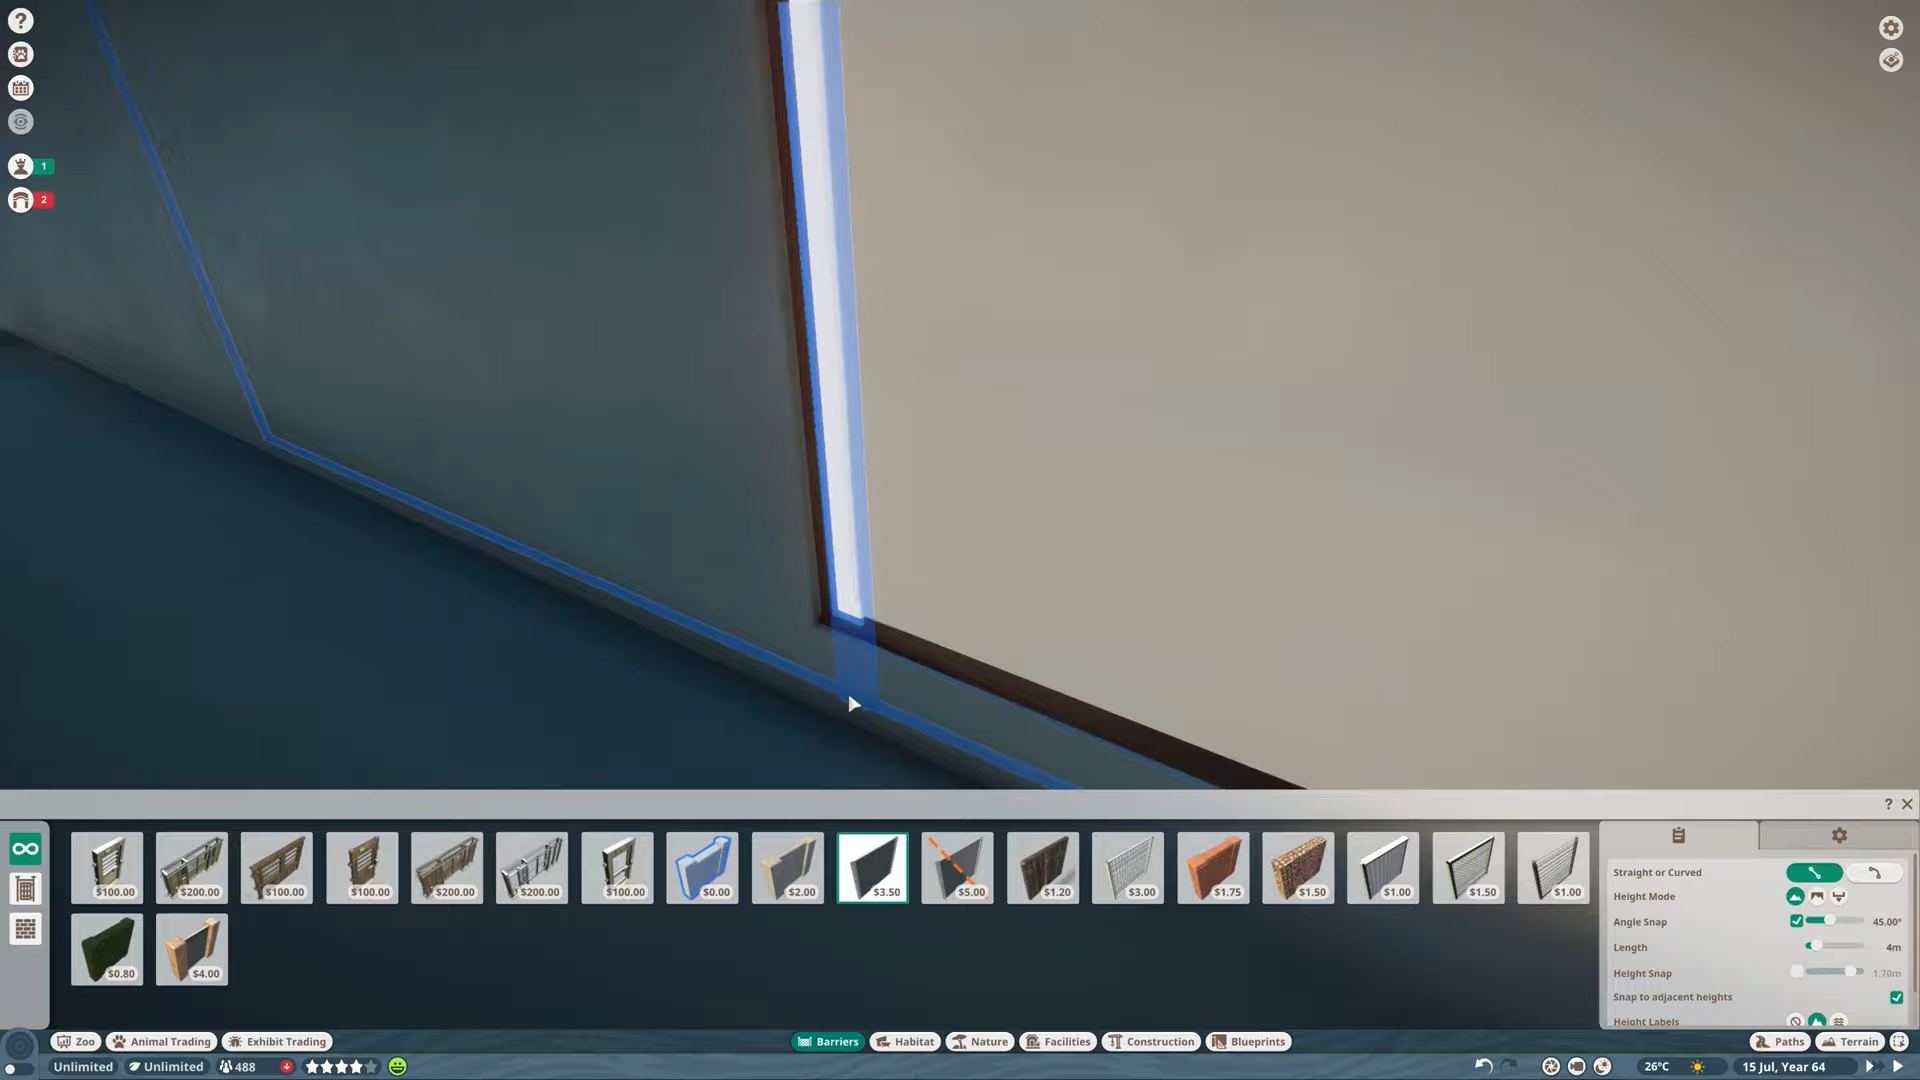 ?
1
2
? ×
$100.00 $200.00 $100.00 $100.00 $200.00 $200.00 $100.00 $0.00 $2.00 $3.50 $5.00 $1.20 $3.00 $1.75 $1.50 $1.00 $1.50 $1.00
$0.80 $4.00
Straight or Curved
Height Mode
Angle Snap 45.00°
Length 4m
Height Snap 1.70m
Snap to adjacent heights
Height Labels
Zoo Animal Trading Exhibit Trading Barriers Habitat Nature Facilities Construction Blueprints Paths Terrain
Unlimited Unlimited 488 26°C 15 Jul, Year 64